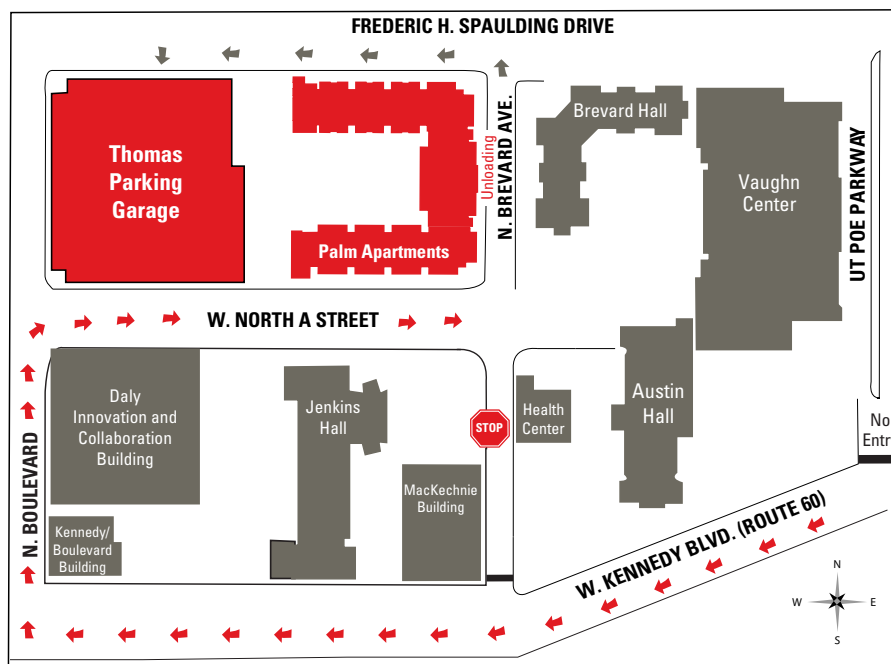 FREDERIC H. SPAULDING DRIVE
Thomas
Parking
Garage
Palm Apartments
Unloading
N. BREVARD AVE.
Brevard Hall
Vaughn
Center
UT POE PARKWAY
W. NORTH A STREET
N. BOULEVARD
Daly
Innovation and
Collaboration
Building
Jenkins
Hall
STOP
Health
Center
Austin
Hall
No
Entr
MacKechnie
Building
Kennedy/
Boulevard
Building
W. KENNEDY BLVD. (ROUTE 60)
N
W
E
S